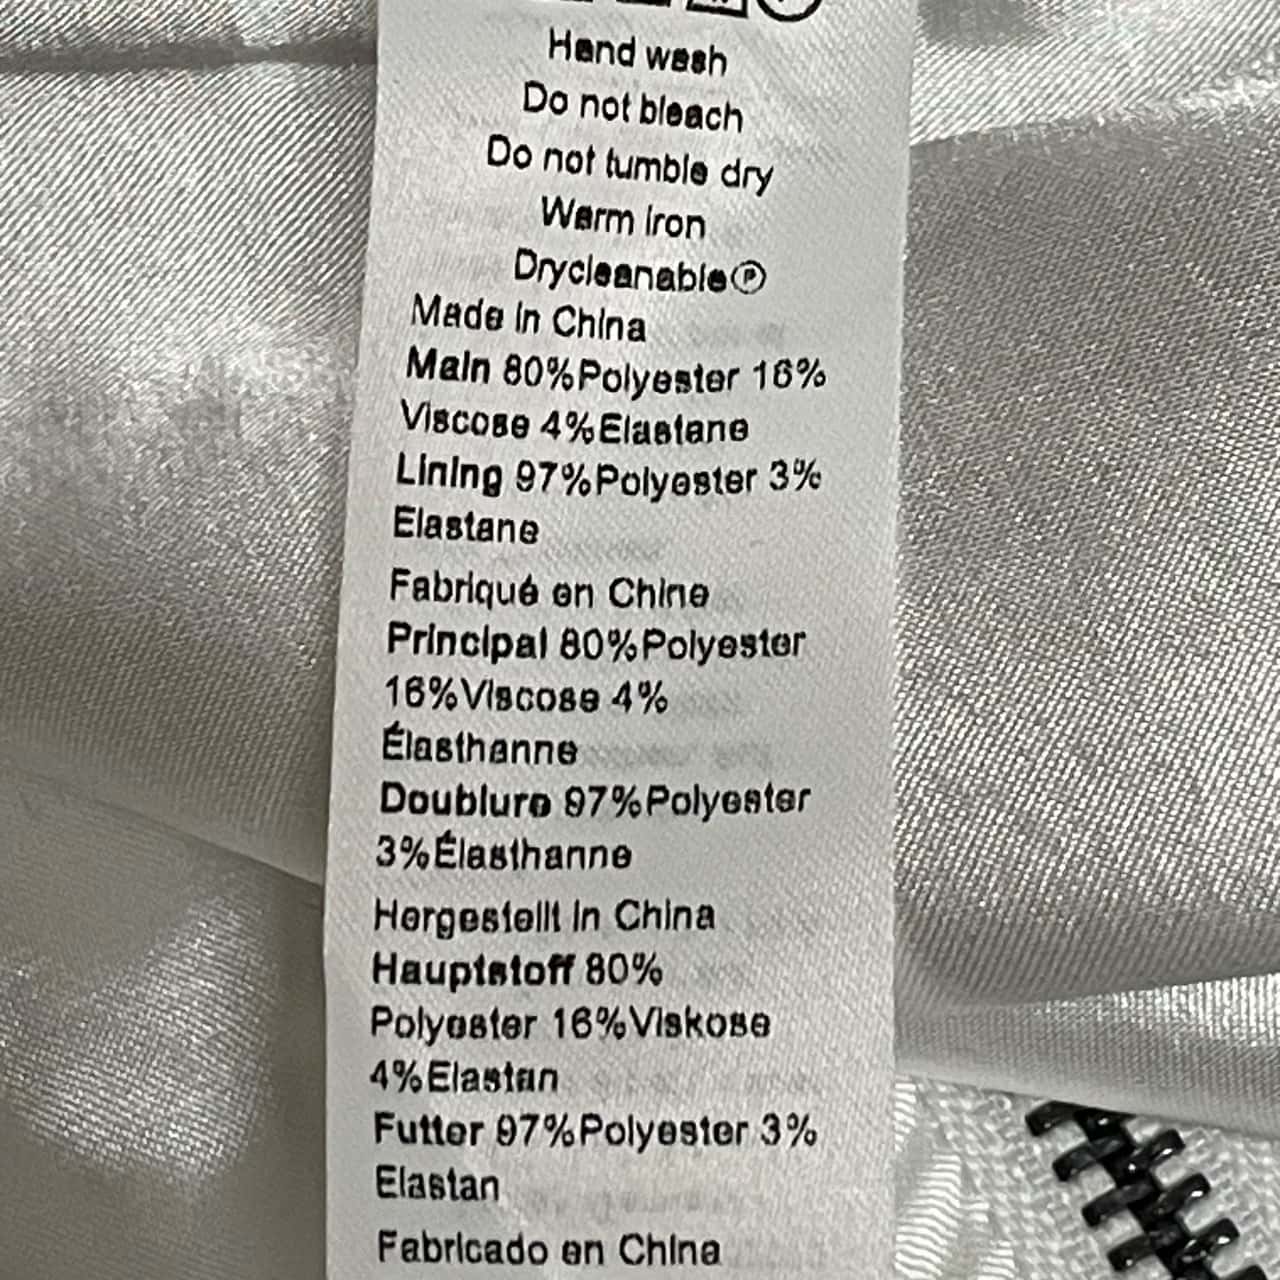 Hand wash
Do not bleach
Do not tumble dry
Warm iron
DrycleanableⓅ
Made in China
Main 80%Polyester 16%
Viscose 4%Elastane
Lining 97%Polyester 3%
Elastane
Fabriqué en Chine
Principal 80%Polyester
16%Viscose 4%
Élasthanne
Doublure 97%Polyester
3%Élasthanne
Hergestellt in China
Hauptstoff 80%
Polyester 16%Viskose
4%Elastan
Futter 97%Polyester 3%
Elastan
Fabricado en China